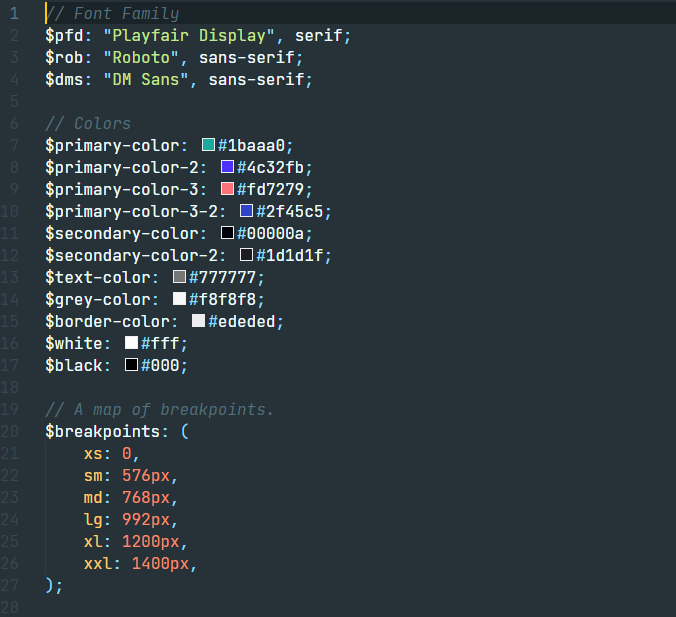 1 // Font Family
2 $pfd: "Playfair Display", serif;
3 $rob: "Roboto", sans-serif;
4 $dms: "DM Sans", sans-serif;
5
6 // Colors
7 $primary-color: #1baaa0;
8 $primary-color-2: #4c32fb;
9 $primary-color-3: #fd7279;
10 $primary-color-3-2: #2f45c5;
11 $secondary-color: #00000a;
12 $secondary-color-2: #1d1d1f;
13 $text-color: #777777;
14 $grey-color: #f8f8f8;
15 $border-color: #ededed;
16 $white: #fff;
17 $black: #000;
18
19 // A map of breakpoints.
20 $breakpoints: (
21 xs: 0,
22 sm: 576px,
23 md: 768px,
24 lg: 992px,
25 xl: 1200px,
26 xxl: 1400px,
27 );
28